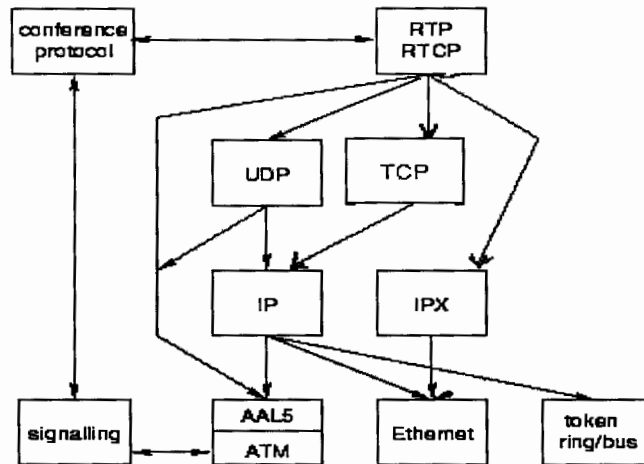 conference
protocol
RTP
RTCP
UDP
TCP
IP
IPX
signalling
AAL5
ATM
Ethernet
token
ring/bus